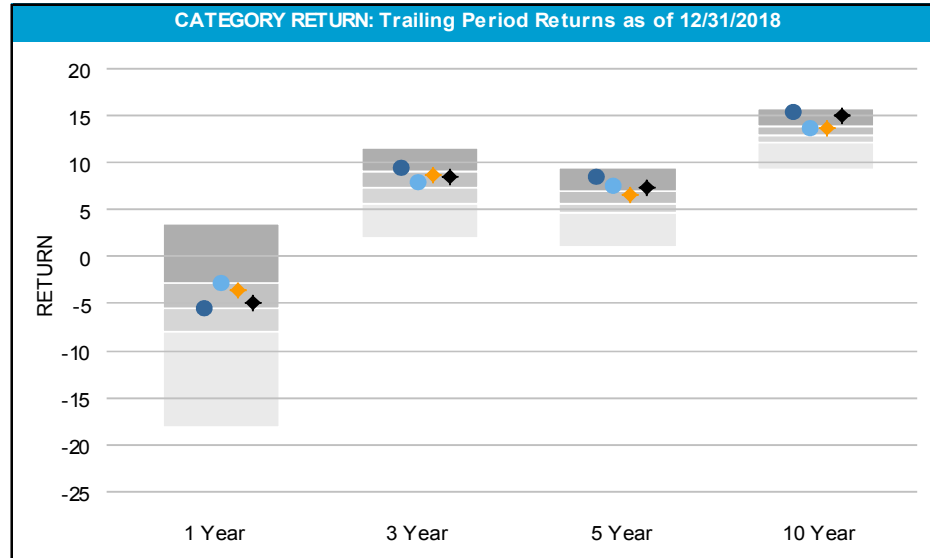 CATEGORY RETURN: Trailing Period Returns as of 12/31/2018
20
15
10
5
0
-5
-10
-15
-20
-25
RETURN
1 Year
3 Year
5 Year
10 Year